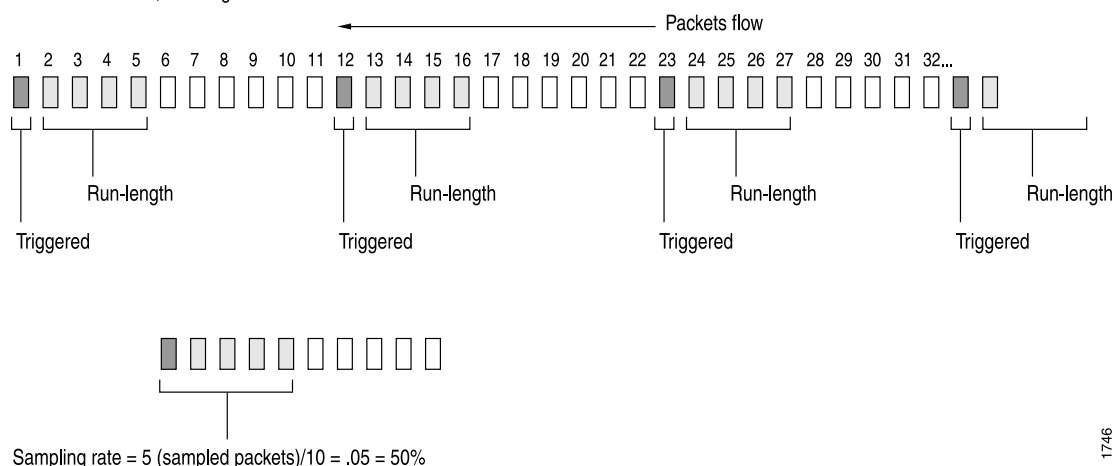 Packets flow
1 2 3 4 5 6 7 8 9 10 11 12 13 14 15 16 17 18 19 20 21 22 23 24 25 26 27 28 29 30 31 32...
Run-length Run-length Run-length Run-length
Triggered Triggered Triggered Triggered
Sampling rate = 5 (sampled packets)/10 = .05 = 50%
1746